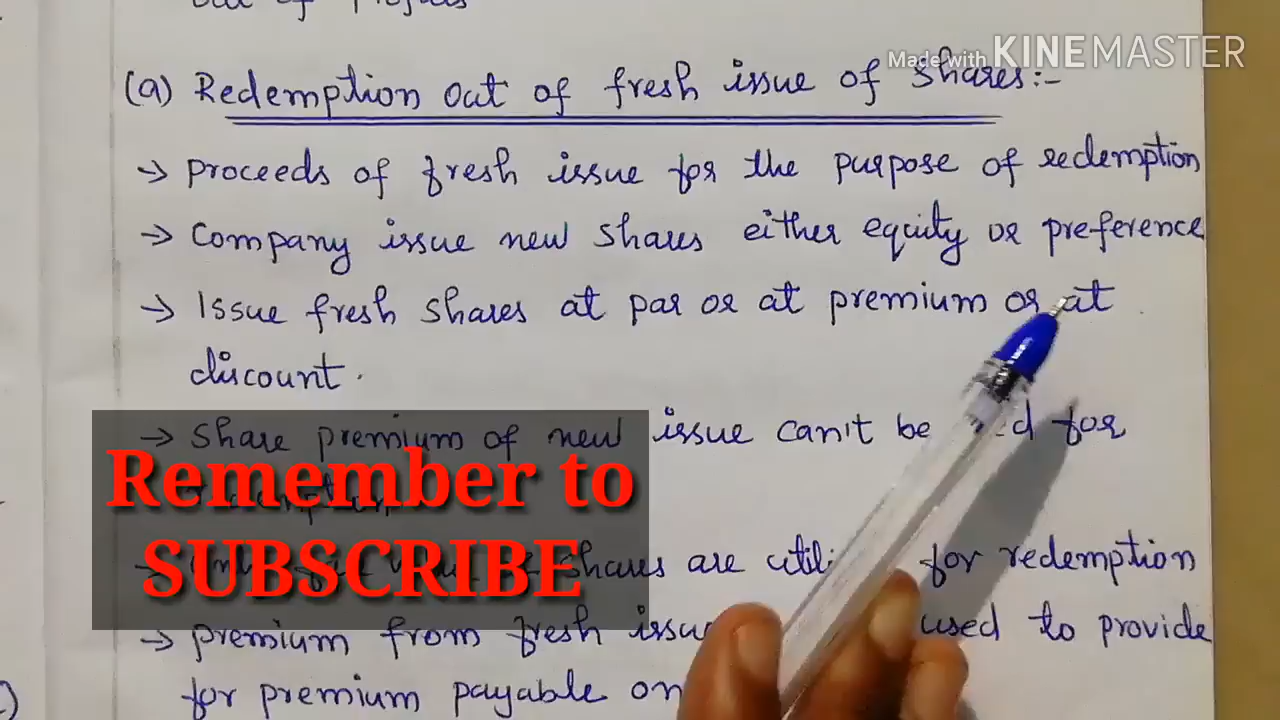 out of Profits
Made with KINEMASTER
(a) Redemption out of fresh issue of shares:-
→ proceeds of fresh issue for the purpose of redemption
→ Company issue new shares either equity or preference
→ Issue fresh shares at par or at premium or at
discount.
→ Share premium of new issue can't be for
Remember to
SUBSCRIBE
shares are for redemption
→ premium from fresh used to provide
for premium payable on